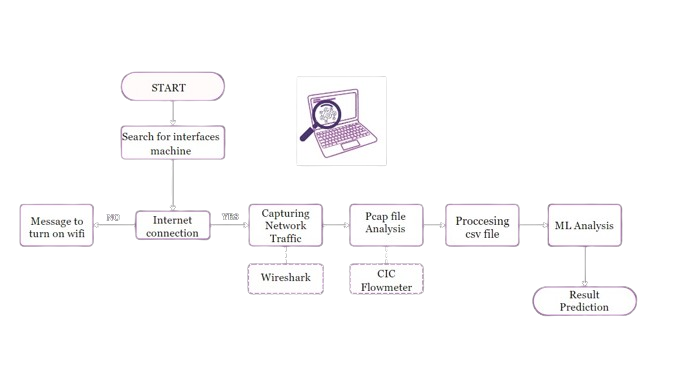 START
Search for interfaces
machine
Message to
turn on wifi
NO
Internet
connection
YES
Capturing
Network
Traffic
Pcap file
Analysis
Proccesing
csv file
ML Analysis
Wireshark
CIC
Flowmeter
Result
Prediction